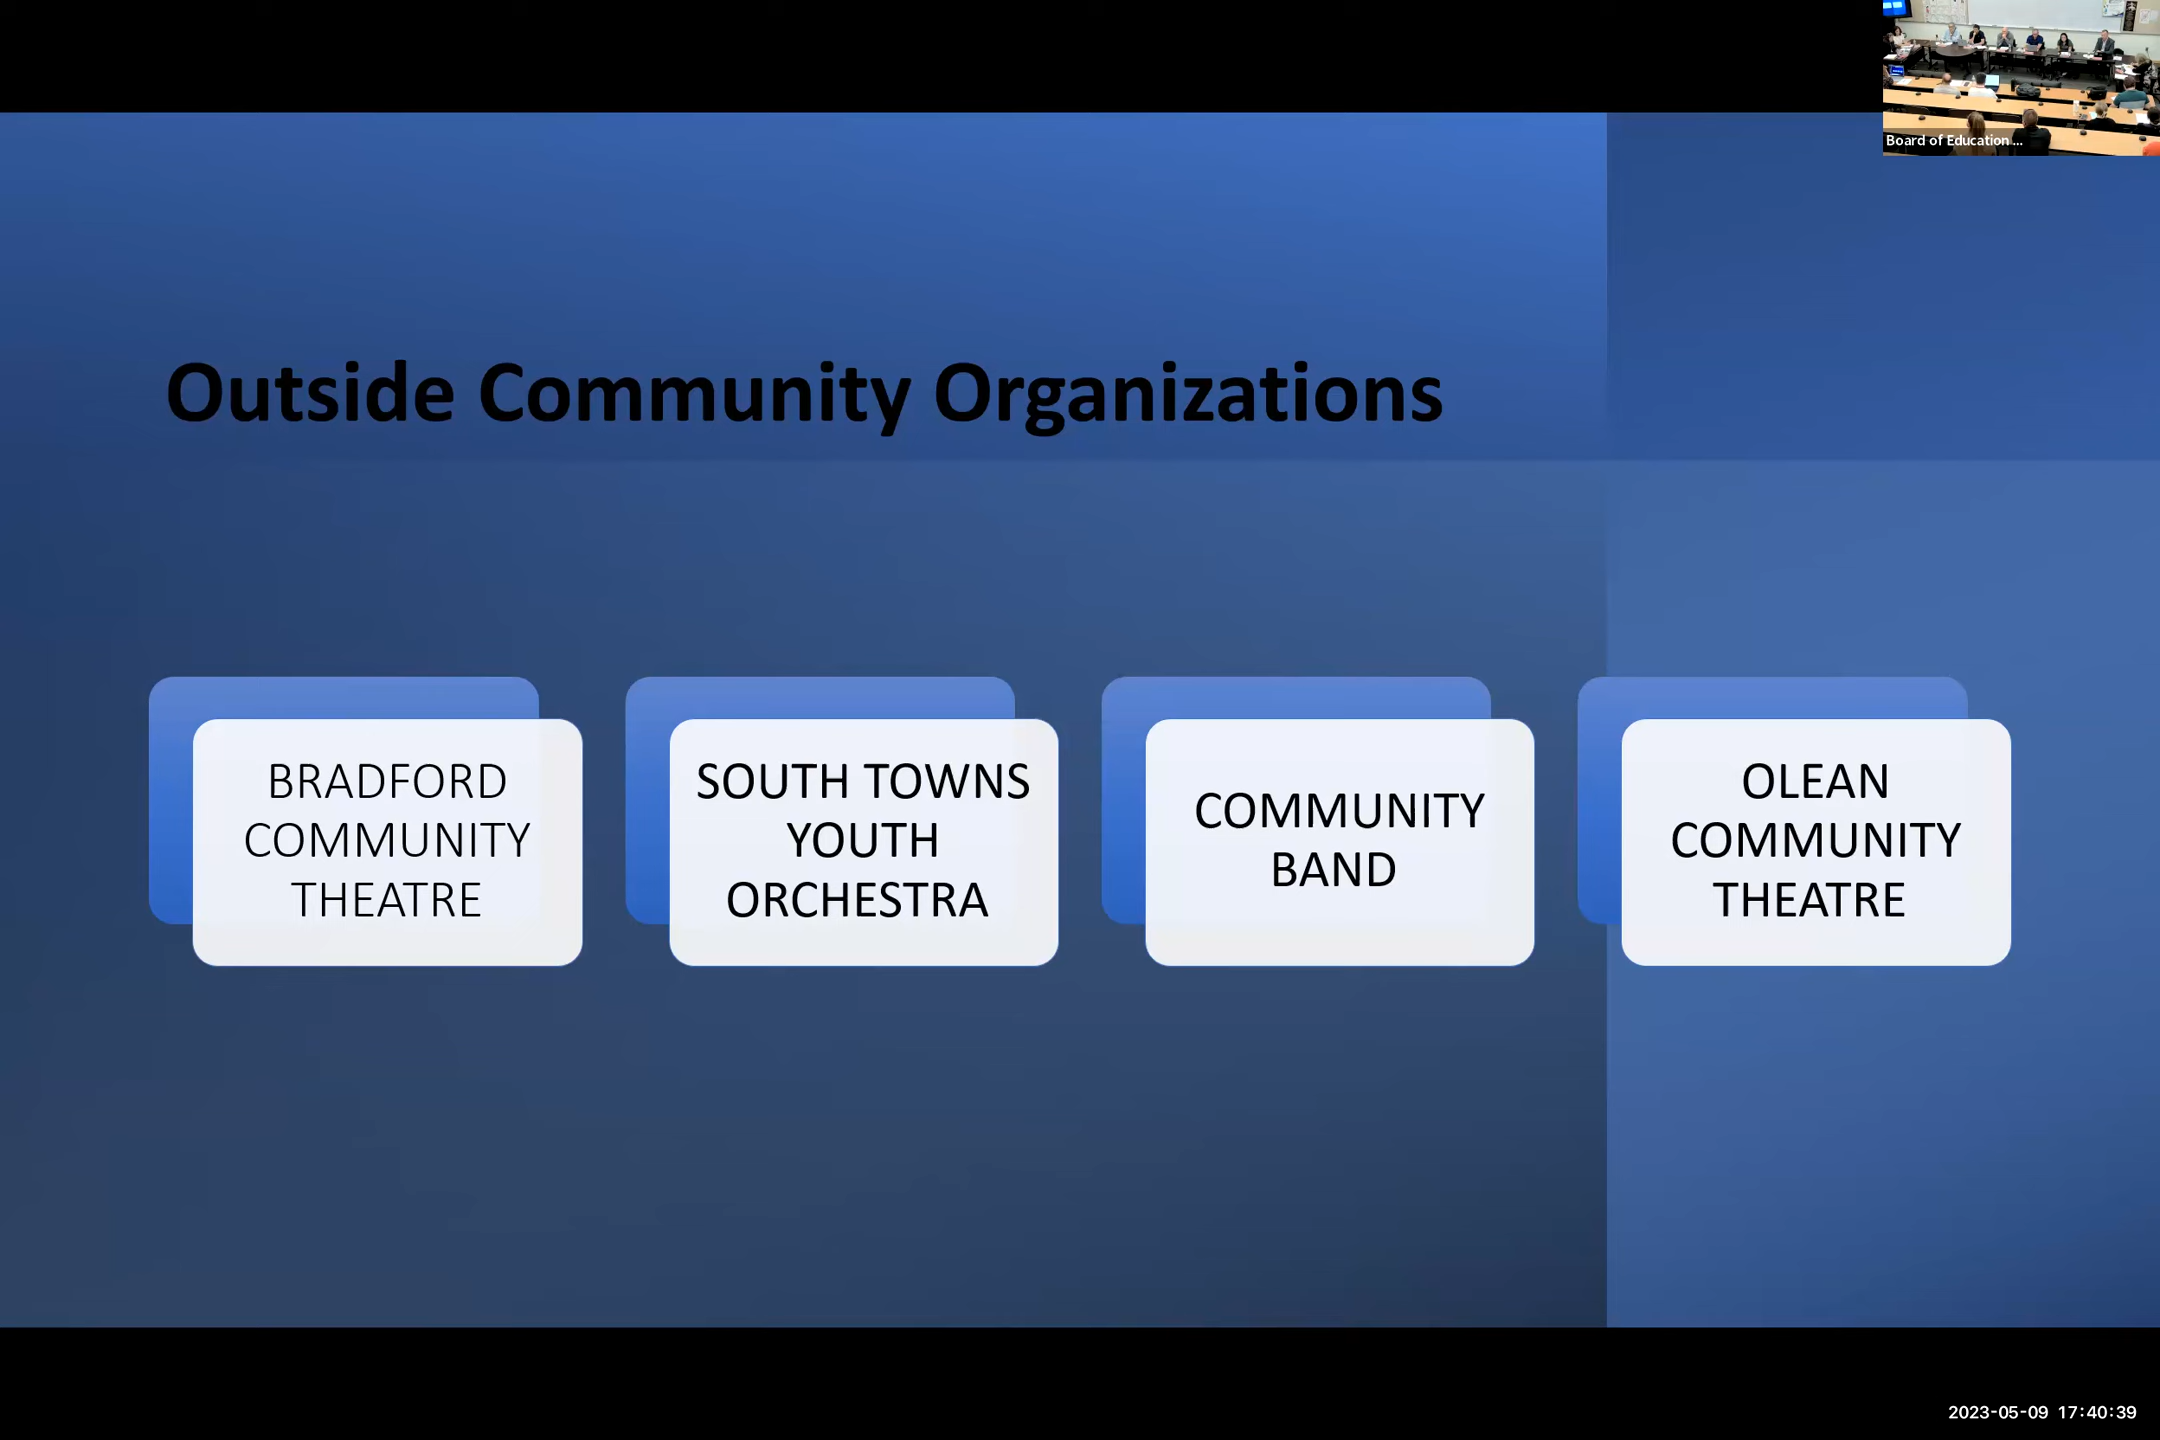 Board of Education ...
Outside Community Organizations
BRADFORD
COMMUNITY
THEATRE
SOUTH TOWNS
YOUTH
ORCHESTRA
COMMUNITY
BAND
OLEAN
COMMUNITY
THEATRE
2023-05-09 17:40:39